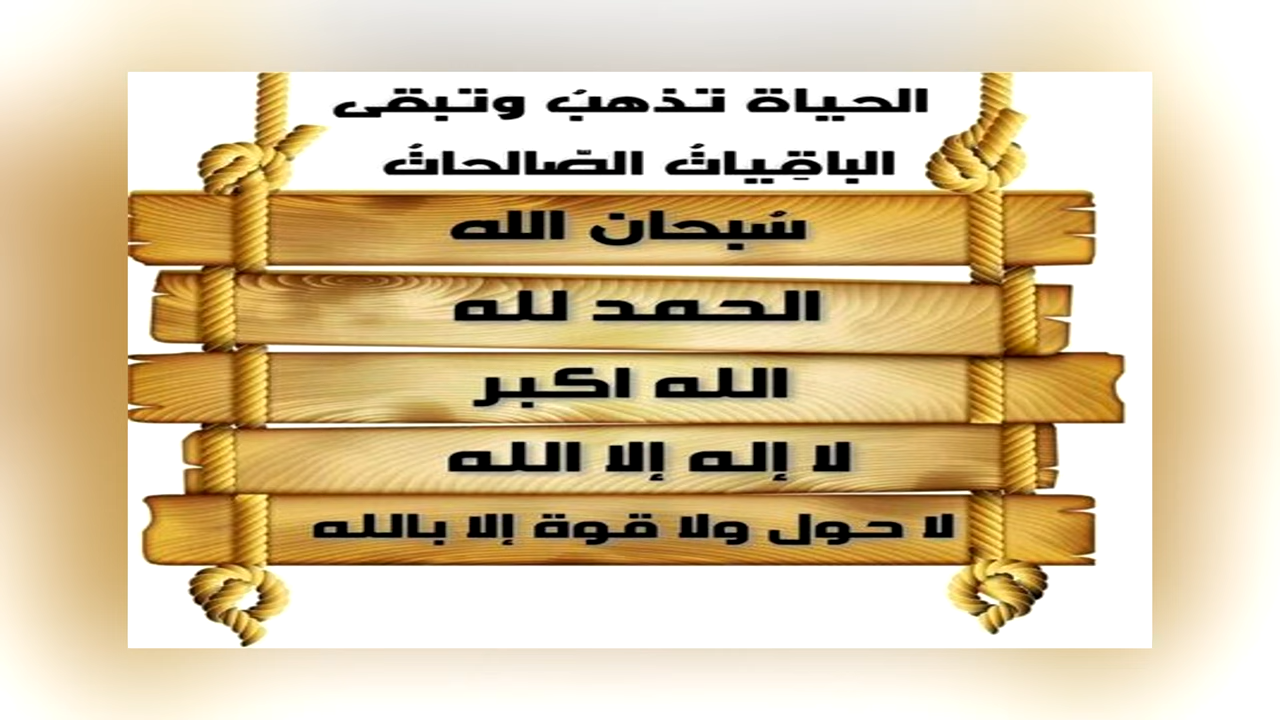 الحياة تذهبُ وتبقى
الباقِياتُ الصّالحاتُ
سُبحان الله
الحمد لله
الله اكبر
لا إله إلا الله
لا حول ولا قوة إلا بالله